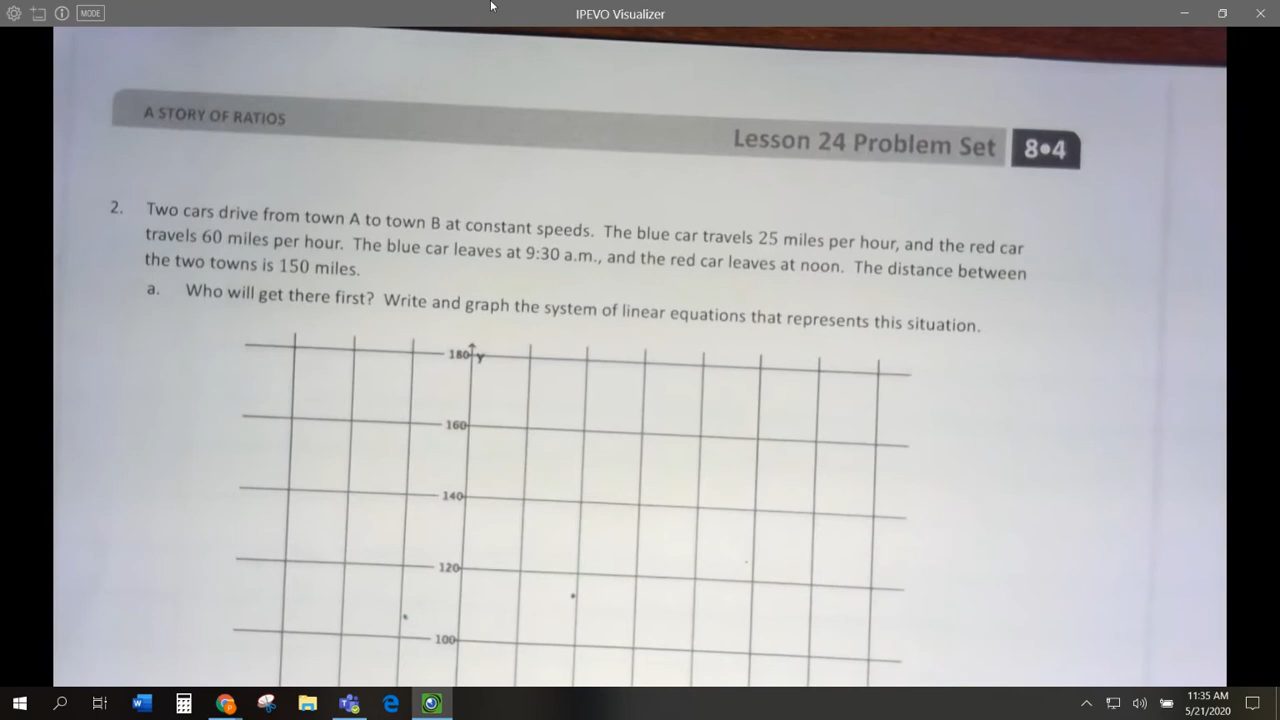 MODE
IPEVO Visualizer
A STORY OF RATIOS
Lesson 24 Problem Set
8•4
2. Two cars drive from town A to town B at constant speeds. The blue car travels 25 miles per hour, and the red car
travels 60 miles per hour. The blue car leaves at 9:30 a.m., and the red car leaves at noon. The distance between
the two towns is 150 miles.
a. Who will get there first? Write and graph the system of linear equations that represents this situation.
180 y
160
140
120
100
11:35 AM
5/21/2020